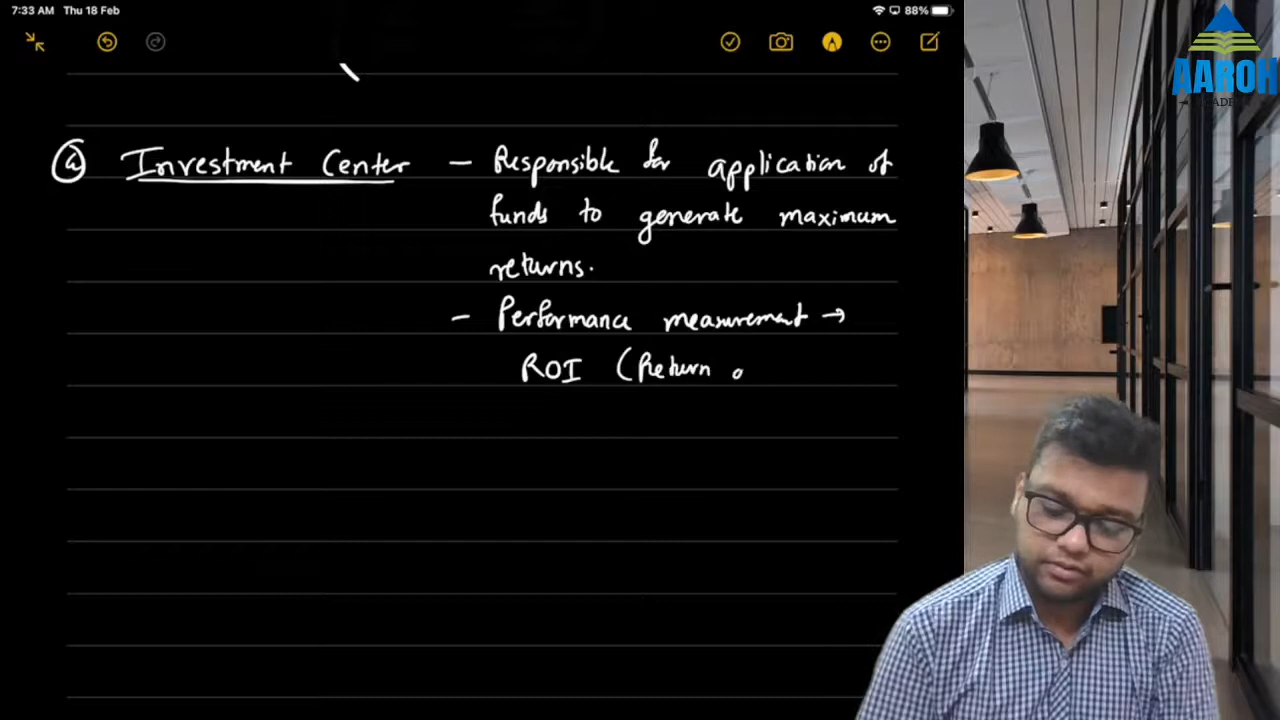 7:33 AM Thu 18 Feb
88%
AAROH
ACADEMY
4 Investment Center – Responsible for application of
funds to generate maximum
returns.
– Performance measurement →
ROI (Return o